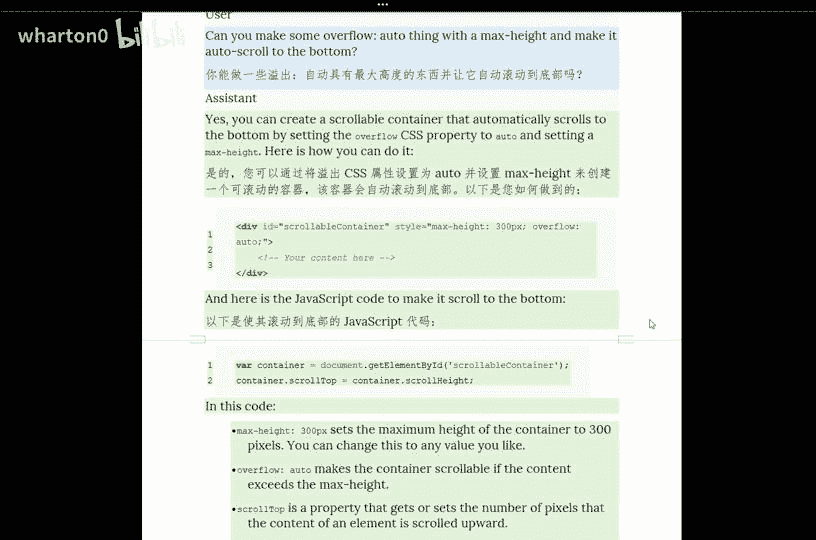 User
wharton0 bilibili
Can you make some overflow: auto thing with a max-height and make it
auto-scroll to the bottom?
你能做一些溢出：自动具有最大高度的东西并让它自动滚动到底部吗？
Assistant
Yes, you can create a scrollable container that automatically scrolls to
the bottom by setting the overflow CSS property to auto and setting a
max-height. Here is how you can do it:
是的，您可以通过将溢出 CSS 属性设置为 auto 并设置 max-height 来创建
一个可滚动的容器，该容器会自动滚动到底部。以下是您如何做到的：
1
2
3
<div id="scrollableContainer" style="max-height: 300px; overflow:
auto;">
<!-- Your content here -->
</div>
And here is the JavaScript code to make it scroll to the bottom:
以下是使其滚动到底部的 JavaScript 代码：
1 var container = document.getElementById('scrollableContainer');
2 container.scrollTop = container.scrollHeight;
In this code:
•max-height: 300px sets the maximum height of the container to 300
pixels. You can change this to any value you like.
•overflow: auto makes the container scrollable if the content
exceeds the max-height.
•scrollTop is a property that gets or sets the number of pixels that
the content of an element is scrolled upward.